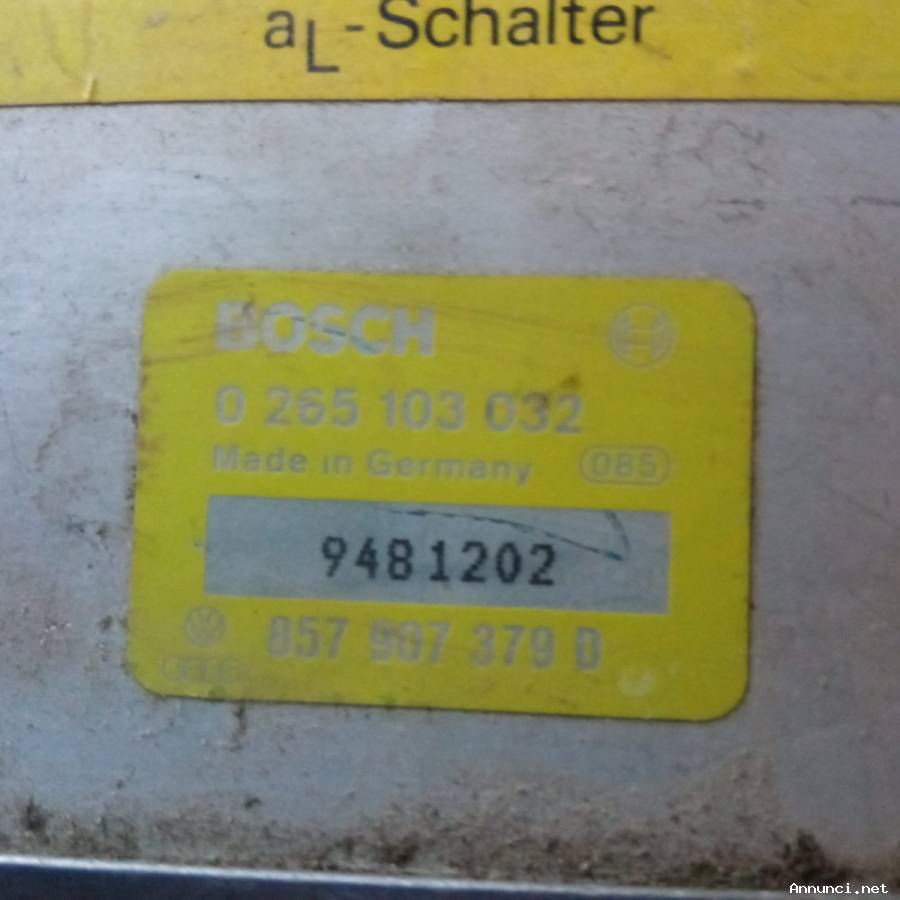 aL-Schalter
BOSCH
0 265 103 032
Made in Germany 085
9481202
857 907 379 D
Annunci.net